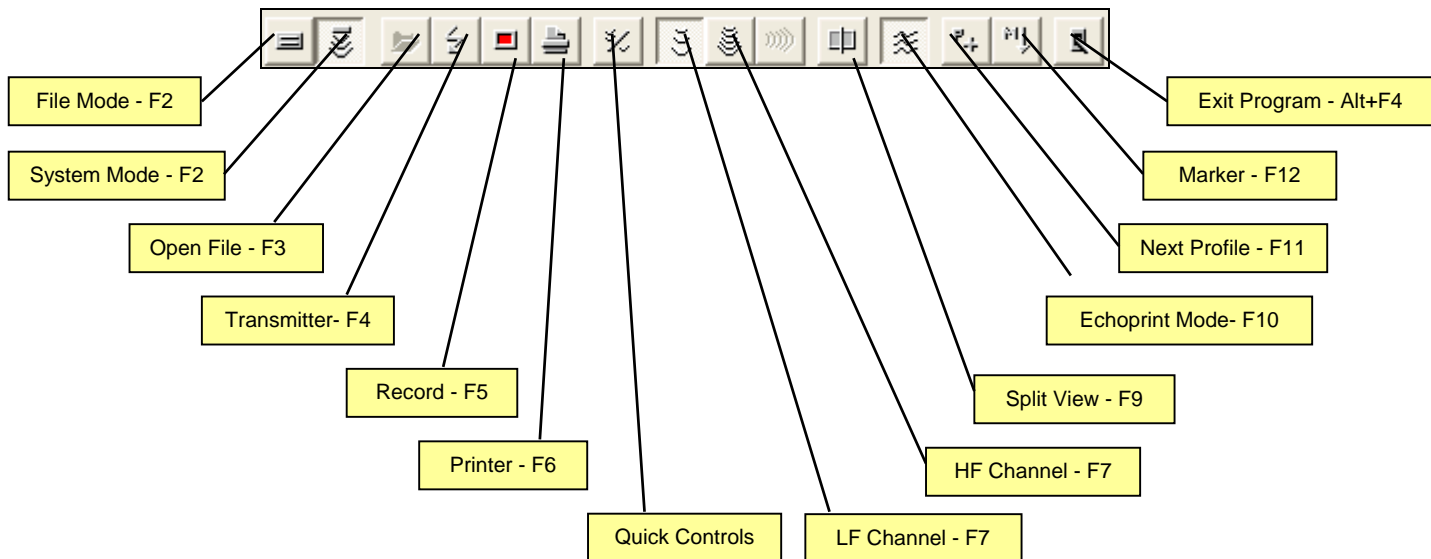 File Mode - F2
Exit Program - Alt+F4
System Mode - F2
Marker - F12
Open File - F3
Next Profile - F11
Transmitter- F4
Echoprint Mode- F10
Record - F5
Split View - F9
Printer - F6
HF Channel - F7
Quick Controls
LF Channel - F7